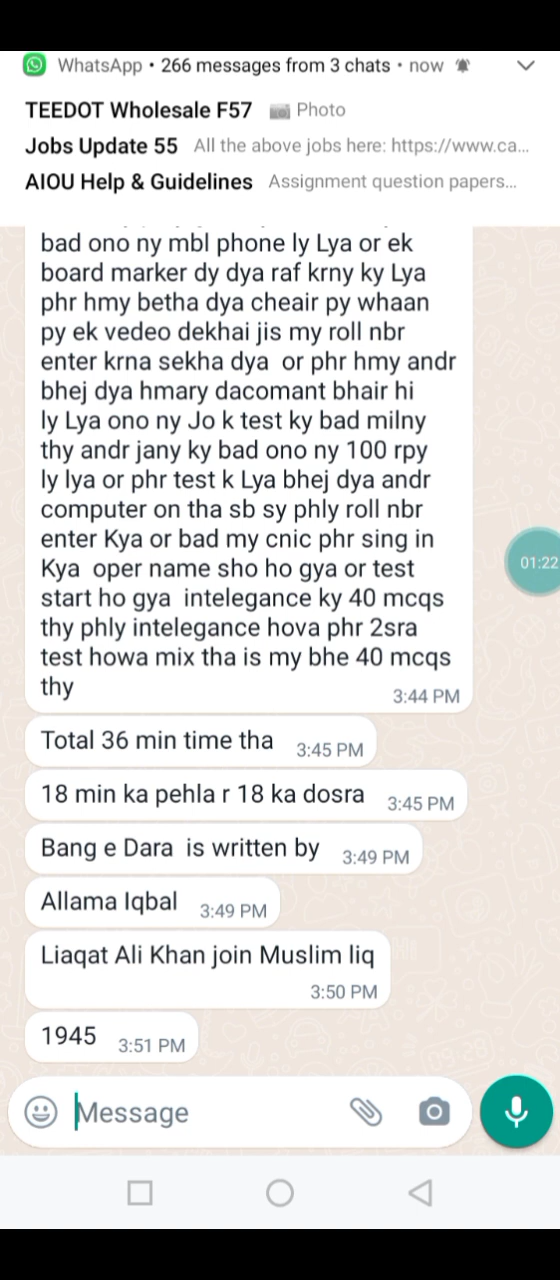 WhatsApp • 266 messages from 3 chats • now
TEEDOT Wholesale F57 Photo
Jobs Update 55 All the above jobs here: https://www.ca...
AIOU Help & Guidelines Assignment question papers...
bad ono ny mbl phone ly Lya or ek
board marker dy dya raf krny ky Lya
phr hmy betha dya cheair py whaan
py ek vedeo dekhai jis my roll nbr
enter krna sekha dya or phr hmy andr
bhej dya hmary dacomant bhair hi
ly Lya ono ny Jo k test ky bad milny
thy andr jany ky bad ono ny 100 rpy
ly lya or phr test k Lya bhej dya andr
computer on tha sb sy phly roll nbr
enter Kya or bad my cnic phr sing in
Kya oper name sho ho gya or test
start ho gya intelegance ky 40 mcqs
thy phly intelegance hova phr 2sra
test howa mix tha is my bhe 40 mcqs
thy 3:44 PM
01:22
Total 36 min time tha 3:45 PM
18 min ka pehla r 18 ka dosra 3:45 PM
Bang e Dara is written by 3:49 PM
Allama Iqbal 3:49 PM
Liaqat Ali Khan join Muslim liq
3:50 PM
1945 3:51 PM
Message